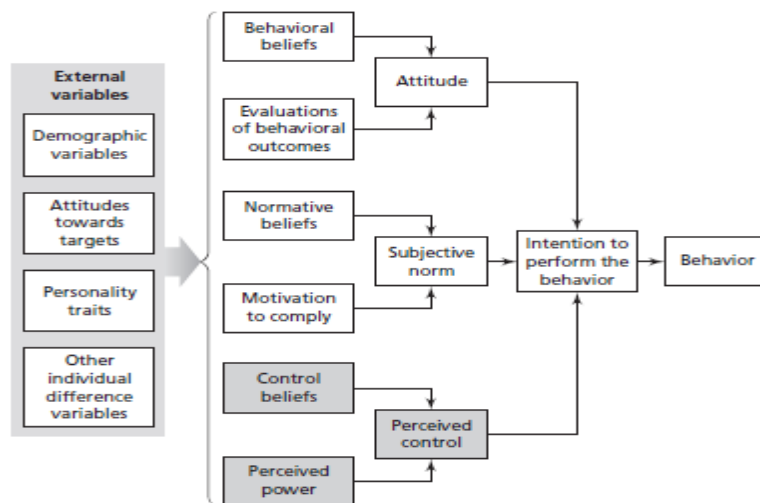 External
variables
Demographic
variables
Attitudes
towards
targets
Personality
traits
Other
individual
difference
variables
Behavioral
beliefs
Evaluations
of behavioral
outcomes
Normative
beliefs
Motivation
to comply
Control
beliefs
Perceived
power
Attitude
Subjective
norm
Perceived
control
Intention to
perform the
behavior
Behavior